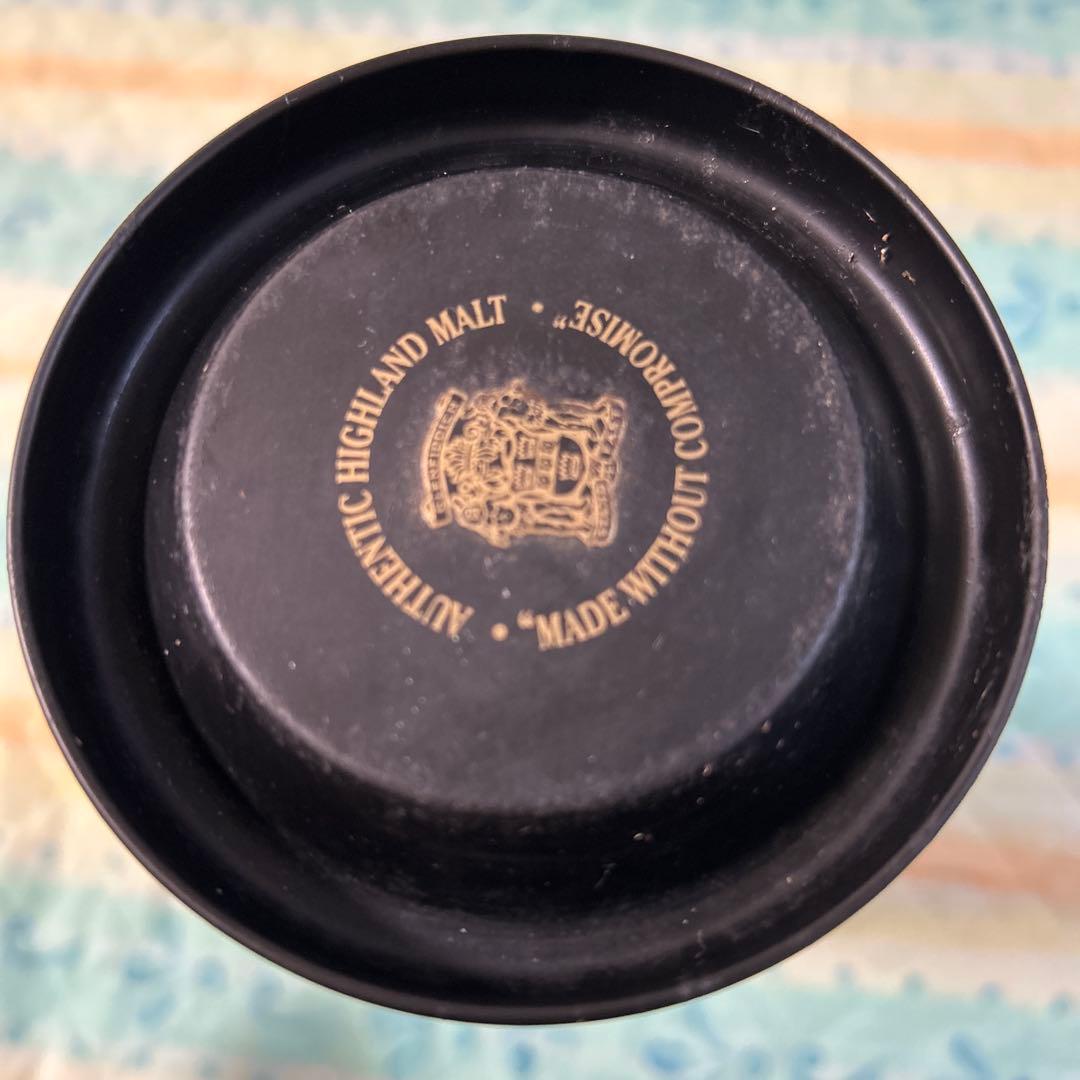 AUTHENTIC HIGHLAND MALT •
“MADE WITHOUT COMPROMISE” •